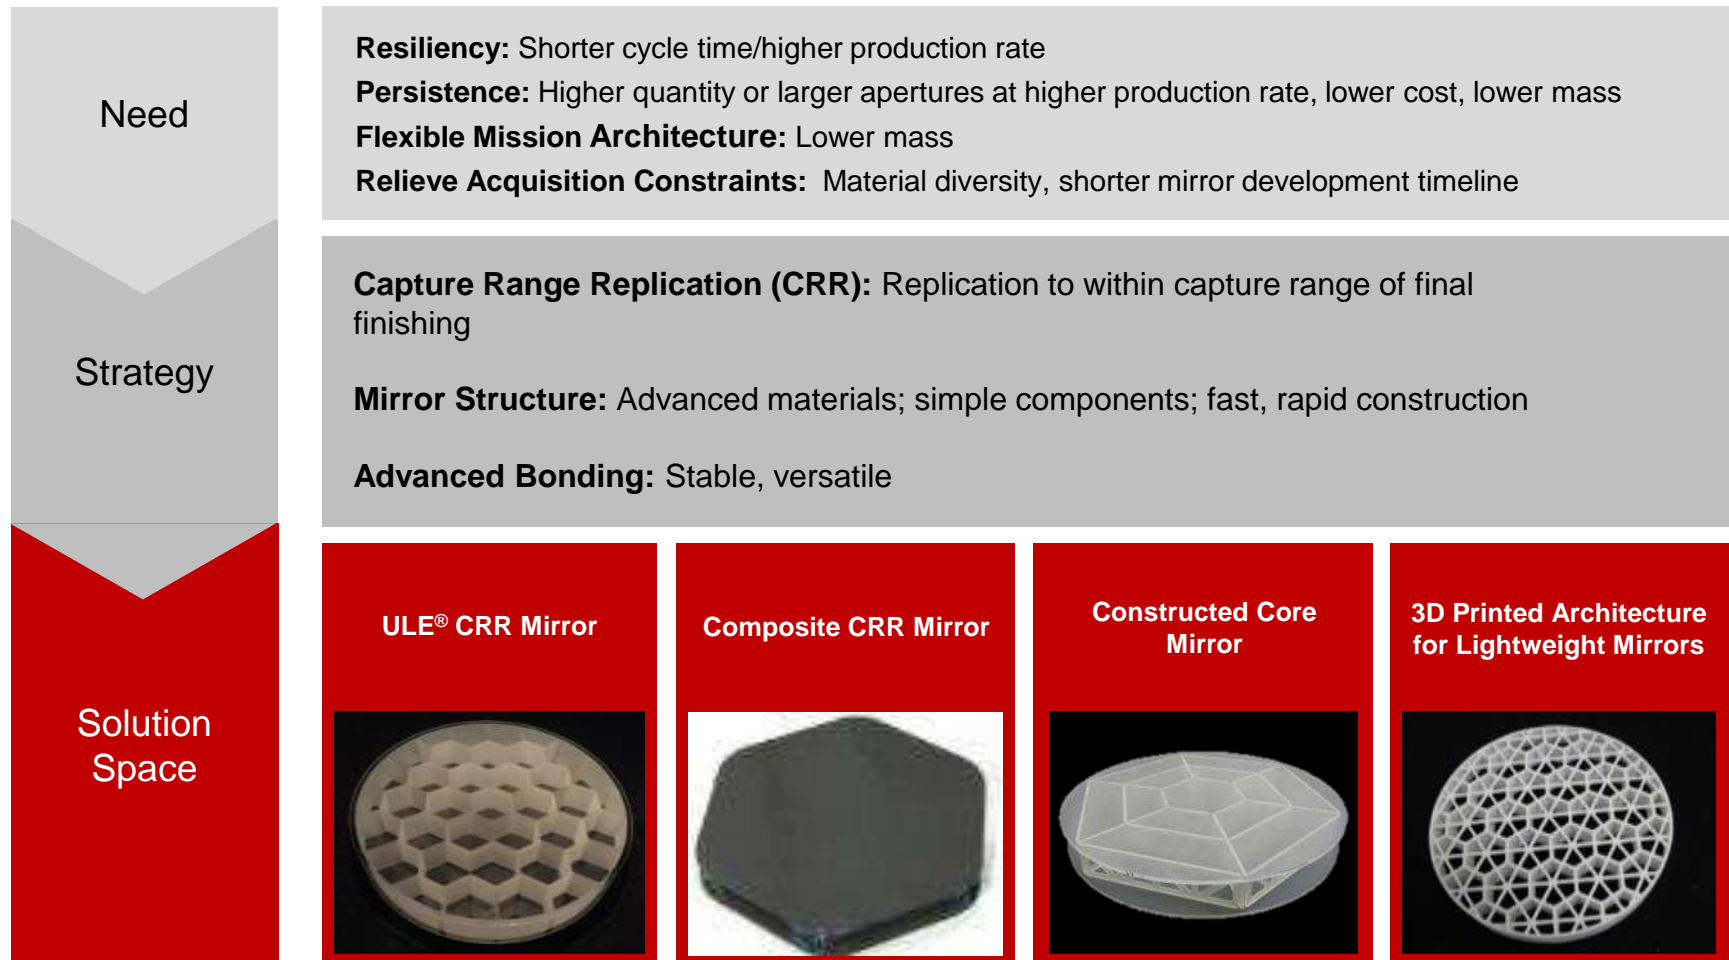 Need
Resiliency: Shorter cycle time/higher production rate
Persistence: Higher quantity or larger apertures at higher production rate, lower cost, lower mass
Flexible Mission Architecture: Lower mass
Relieve Acquisition Constraints:  Material diversity, shorter mirror development timeline
Strategy
Capture Range Replication (CRR): Replication to within capture range of final
finishing
Mirror Structure: Advanced materials; simple components; fast, rapid construction
Advanced Bonding: Stable, versatile
Solution
Space
ULE® CRR Mirror
Composite CRR Mirror
Constructed Core
Mirror
3D Printed Architecture
for Lightweight Mirrors